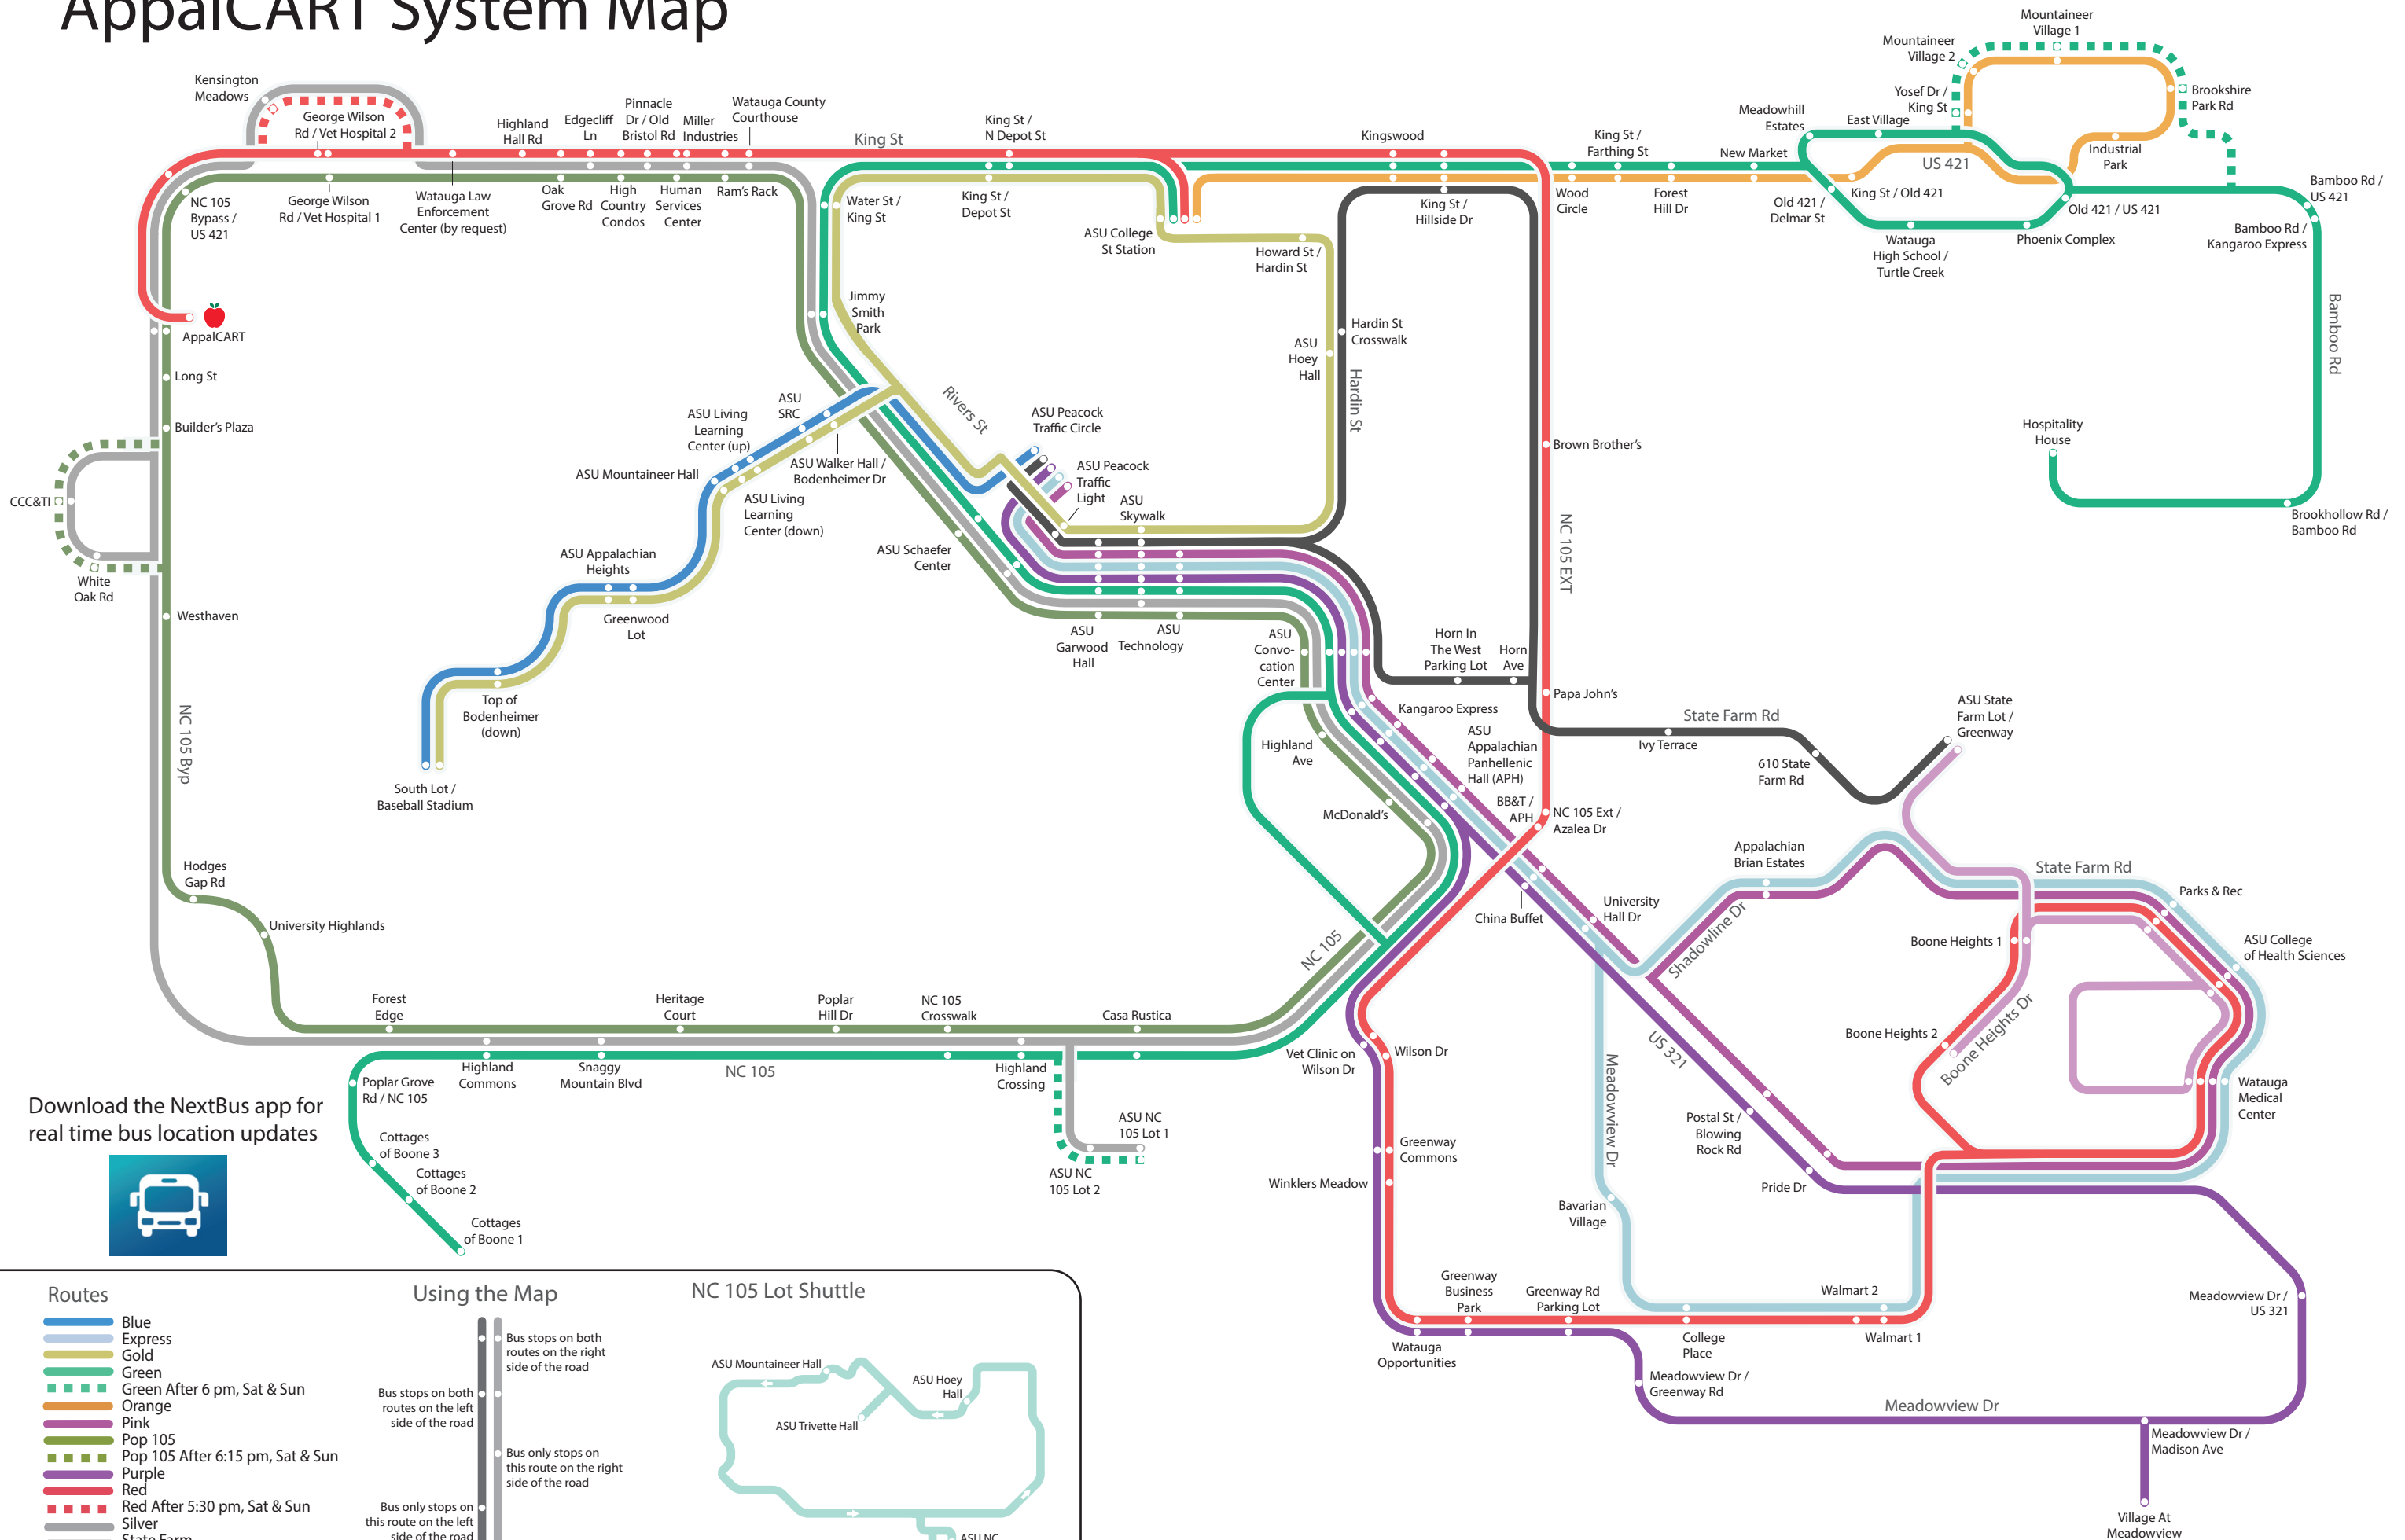 AppalCART System Map
Mountaineer
Village 1
Mountaineer
Village 2
Yosef Dr /
King St
Brookshire
Park Rd
Kensington
Meadows
George Wilson
Rd / Vet Hospital 2
Highland
Hall Rd
Edgecliff
Ln
Pinnacle
Dr / Old
Bristol Rd
Miller
Industries
Watauga County
Courthouse
King St
King St /
N Depot St
Kingswood
King St /
Farthing St
New Market
Meadowhill
Estates
East Village
US 421
Industrial
Park
NC 105
Bypass /
US 421
George Wilson
Rd / Vet Hospital 1
Watauga Law
Enforcement
Center (by request)
Oak
Grove Rd
High
Country
Condos
Human
Services
Center
Ram's Rack
Water St /
King St
King St /
Depot St
ASU College
St Station
Howard St /
Hardin St
King St /
Hillside Dr
Wood
Circle
Forest
Hill Dr
Old 421 /
Delmar St
King St / Old 421
Watauga
High School /
Turtle Creek
Phoenix Complex
Old 421 / US 421
Bamboo Rd /
US 421
Bamboo Rd /
Kangaroo Express
Bamboo Rd
AppalCART
Long St
Builder's Plaza
CCC&TI
White
Oak Rd
Westhaven
NC 105 Byp
Hodges
Gap Rd
University Highlands
Jimmy
Smith
Park
Rivers St
ASU
SRC
ASU Living
Learning
Center (up)
ASU Mountaineer Hall
ASU Walker Hall /
Bodenheimer Dr
ASU Living
Learning
Center (down)
ASU Appalachian
Heights
Greenwood
Lot
Top of
Bodenheimer
(down)
South Lot /
Baseball Stadium
ASU Peacock
Traffic Circle
ASU Peacock
Traffic
Light
ASU
Skywalk
ASU Schaefer
Center
ASU
Garwood
Hall
ASU
Technology
ASU
Convo-
cation
Center
ASU
Hoey
Hall
Hardin St
Crosswalk
Hardin St
Brown Brother's
NC 105 EXT
Hospitality
House
Brookhollow Rd /
Bamboo Rd
Horn In
The West
Parking Lot
Horn
Ave
Papa John's
Kangaroo Express
ASU
Appalachian
Panhellenic
Hall (APH)
BB&T /
APH
NC 105 Ext /
Azalea Dr
Highland
Ave
McDonald's
State Farm Rd
Ivy Terrace
610 State
Farm Rd
ASU State
Farm Lot /
Greenway
Appalachian
Brian Estates
State Farm Rd
Parks & Rec
ASU College
of Health Sciences
Boone Heights 1
Boone Heights 2
Boone Heights Dr
Watauga
Medical
Center
China Buffet
University
Hall Dr
Shadowline Dr
US 321
Meadowview Dr
NC 105
Forest
Edge
Heritage
Court
Poplar
Hill Dr
NC 105
Crosswalk
Casa Rustica
Highland
Commons
Snaggy
Mountain Blvd
NC 105
Highland
Crossing
Poplar Grove
Rd / NC 105
Cottages
of Boone 3
Cottages
of Boone 2
Cottages
of Boone 1
ASU NC
105 Lot 1
ASU NC
105 Lot 2
Vet Clinic on
Wilson Dr
Wilson Dr
Greenway
Commons
Winklers Meadow
Postal St /
Blowing
Rock Rd
Pride Dr
Bavarian
Village
Greenway
Business
Park
Greenway Rd
Parking Lot
Walmart 2
Watauga
Opportunities
College
Place
Walmart 1
Meadowview Dr /
Greenway Rd
Meadowview Dr /
US 321
Meadowview Dr
Meadowview Dr /
Madison Ave
Village At
Meadowview
Download the NextBus app for
real time bus location updates
Routes
Blue
Express
Gold
Green
Green After 6 pm, Sat & Sun
Orange
Pink
Pop 105
Pop 105 After 6:15 pm, Sat & Sun
Purple
Red
Red After 5:30 pm, Sat & Sun
Silver
State Farm
Using the Map
Bus stops on both
routes on the right
side of the road
Bus stops on both
routes on the left
side of the road
Bus only stops on
this route on the right
side of the road
Bus only stops on
this route on the left
side of the road
NC 105 Lot Shuttle
ASU Mountaineer Hall
ASU Hoey
Hall
ASU Trivette Hall
ASU NC